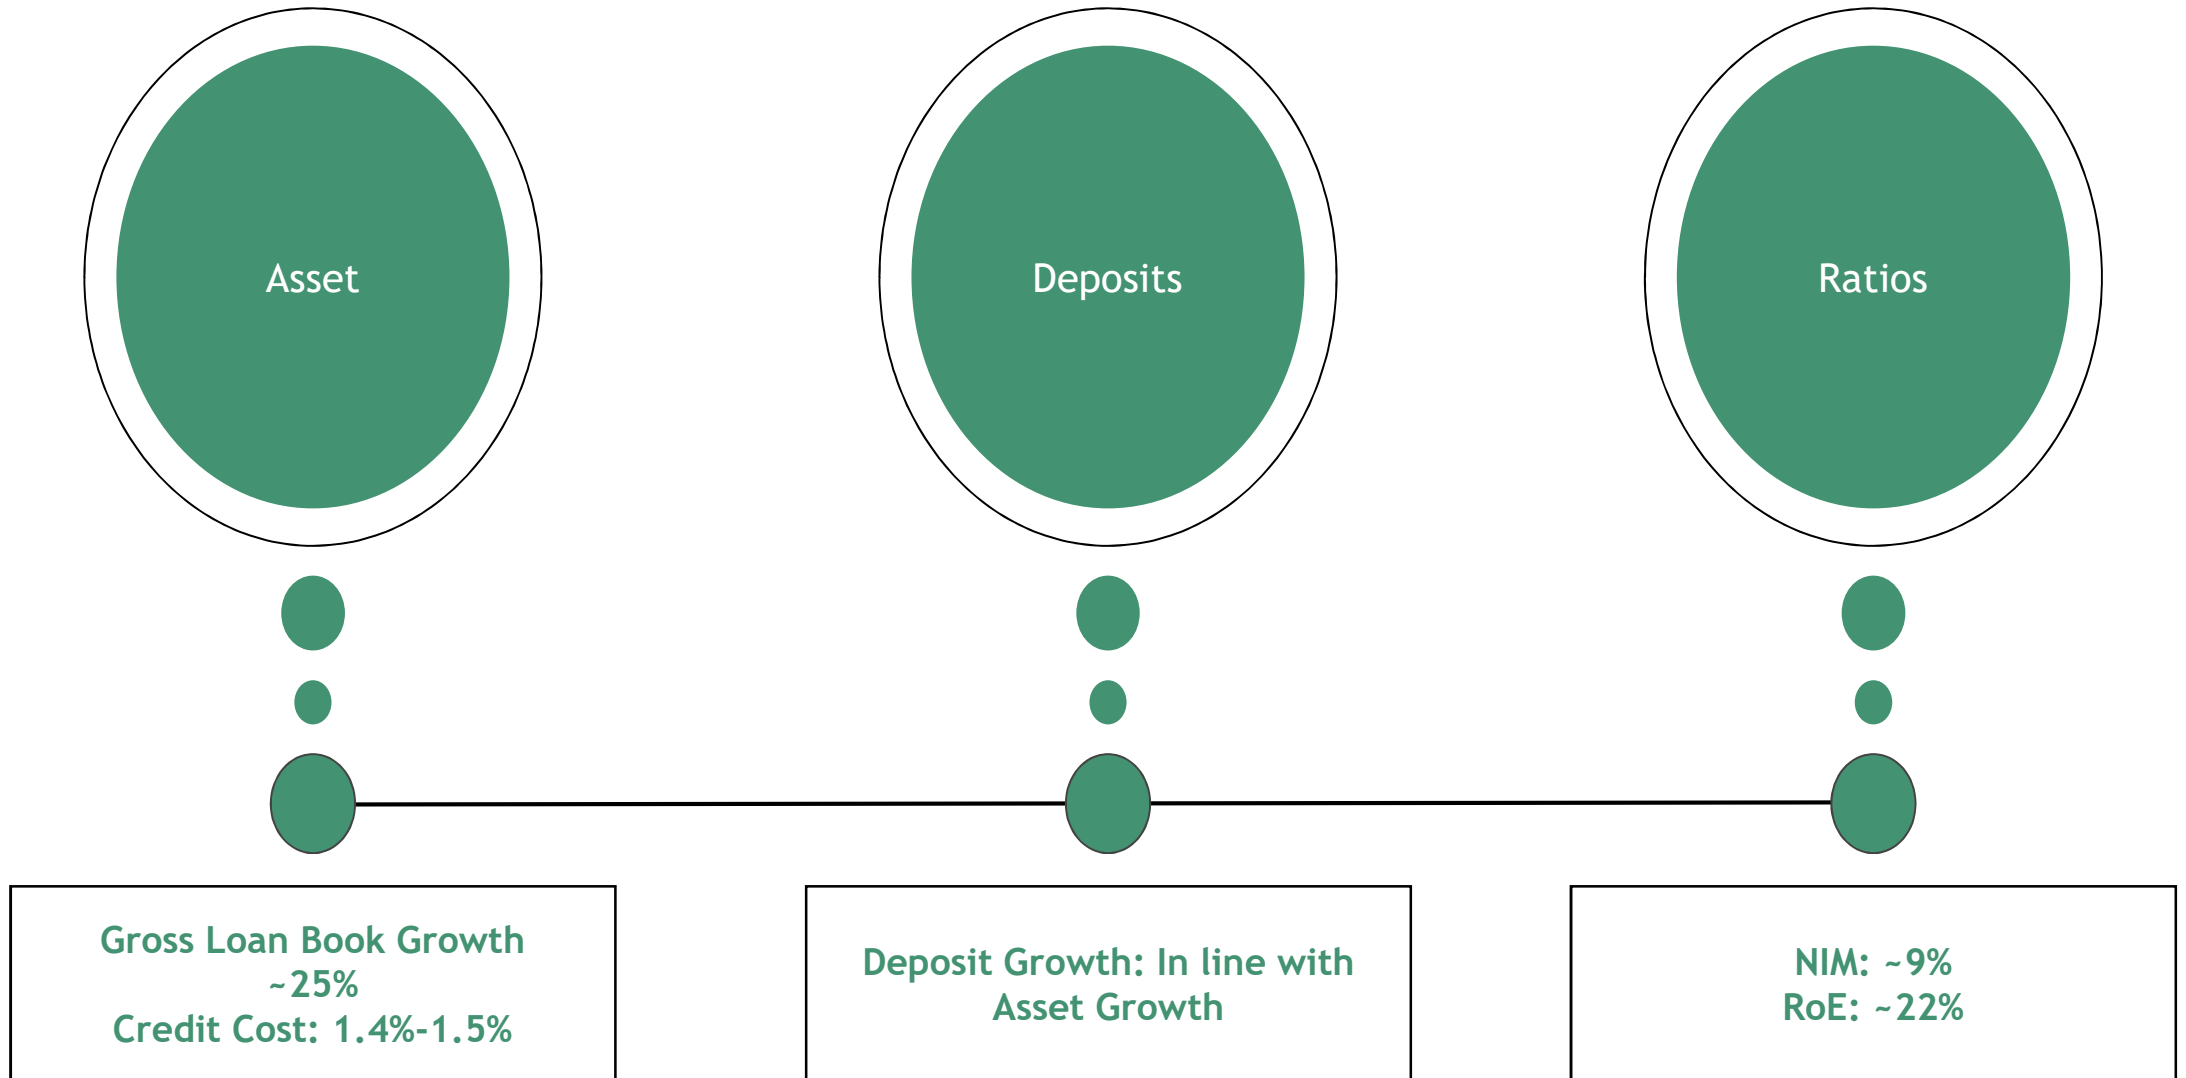 Asset
Deposits
Ratios
Gross Loan Book Growth
~25%
Credit Cost: 1.4%-1.5%
Deposit Growth: In line with
Asset Growth
NIM: ~9%
RoE: ~22%